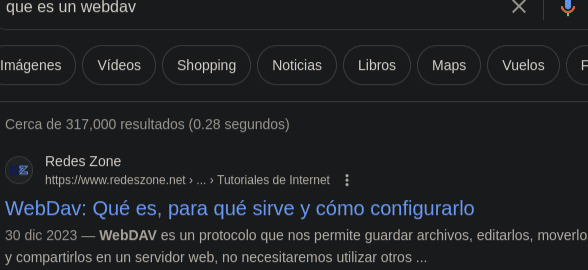 que es un webdav
Imágenes Vídeos Shopping Noticias Libros Maps Vuelos F
Cerca de 317,000 resultados (0.28 segundos)
Redes Zone
https://www.redeszone.net › ... › Tutoriales de Internet
WebDav: Qué es, para qué sirve y cómo configurarlo
30 dic 2023 — WebDAV es un protocolo que nos permite guardar archivos, editarlos, moverlo
y compartirlos en un servidor web, no necesitaremos utilizar otros ...